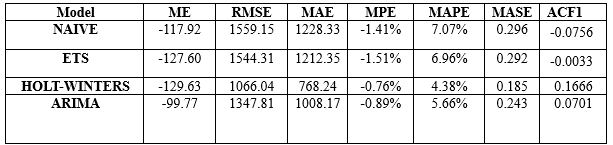 Model ME RMSE MAE MPE MAPE MASE ACF1
NAIVE -117.92 1559.15 1228.33 -1.41% 7.07% 0.296 -0.0756
ETS -127.60 1544.31 1212.35 -1.51% 6.96% 0.292 -0.0033
HOLT-WINTERS -129.63 1066.04 768.24 -0.76% 4.38% 0.185 0.1666
ARIMA -99.77 1347.81 1008.17 -0.89% 5.66% 0.243 0.0701